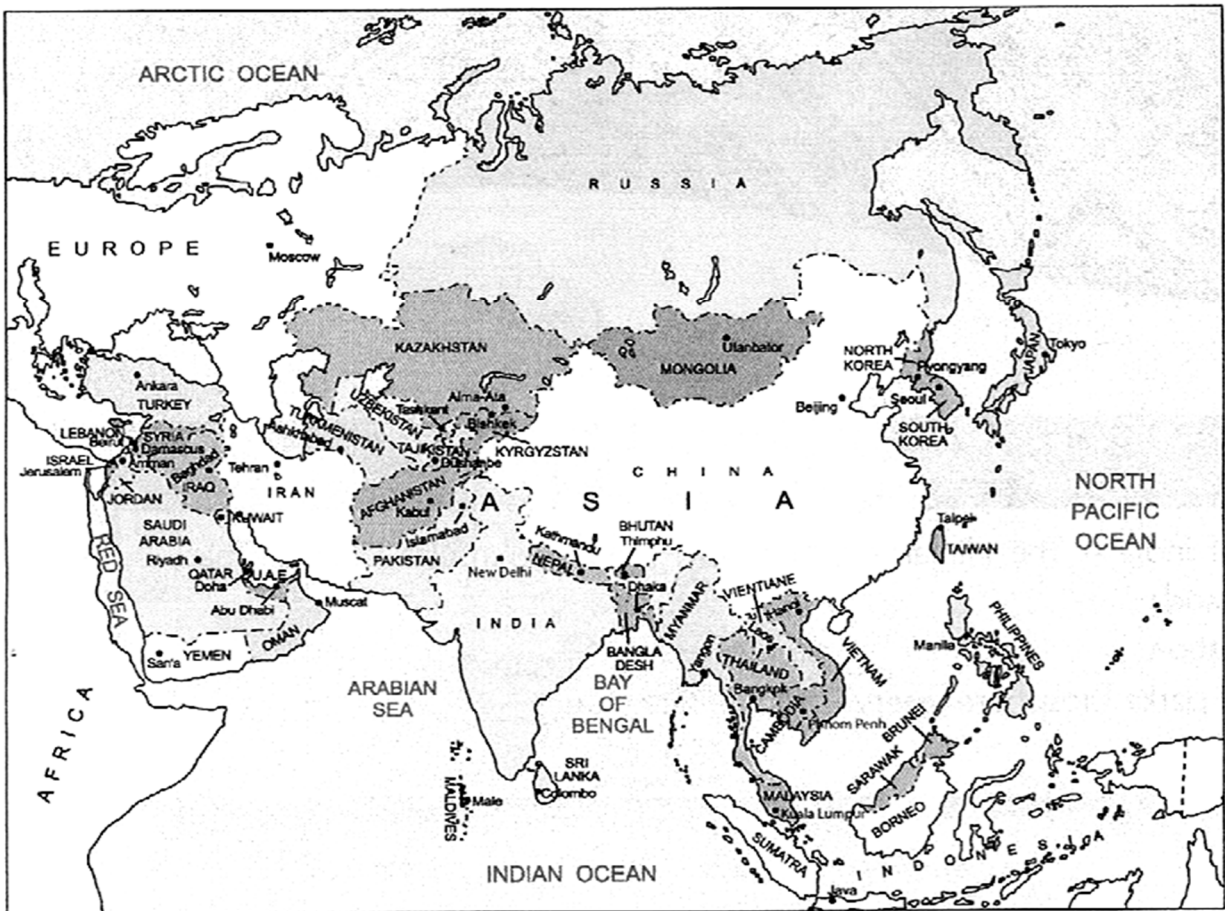 ARCTIC OCEAN
RUSSIA
EUROPE
Moscow
KAZAKHSTAN
Ulanbator
MONGOLIA
NORTH
KOREA
Pyongyang
JAPAN
Tokyo
Ankara
TURKEY
Alma-Ata
UZBEKISTAN
Tashkent
Bishkek
Beijing
Seoul
SOUTH
KOREA
LEBANON
Beirut
SYRIA
Damascus
TURKMENISTAN
Ashkhabad
TAJIKISTAN
Dushanbe
KYRGYZSTAN
ISRAEL
Jerusalem
Amman
Baghdad
Tehran
CHINA
JORDAN
IRAQ
IRAN
AFGHANISTAN
Kabul
ASIA
NORTH
PACIFIC
OCEAN
KUWAIT
SAUDI
ARABIA
Islamabad
Kathmandu
BHUTAN
Thimphu
Taipei
TAIWAN
RED SEA
Riyadh
PAKISTAN
New Delhi
NEPAL
QATAR
Doha
U.A.E
Dhaka
VIENTIANE
Abu Dhabi
Muscat
MYANMAR
Hanoi
INDIA
OMAN
Laos
PHILIPPINES
San'a
YEMEN
BANGLA
DESH
Yangon
THAILAND
VIETNAM
Manila
ARABIAN
SEA
BAY
OF
BENGAL
Bangkok
AFRICA
CAMBODIA
Phnom Penh
BRUNEI
SRI
LANKA
Colombo
MALDIVES
Male
MALAYSIA
Kuala Lumpur
SARAWAK
BORNEO
SUMATRA
INDONESIA
INDIAN OCEAN
Java